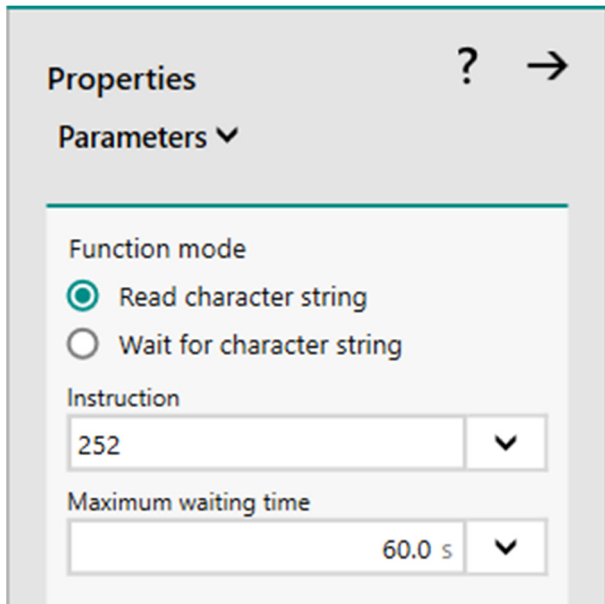 Properties
?
Parameters
Function mode
Read character string
Wait for character string
Instruction
252
Maximum waiting time
60.0 s